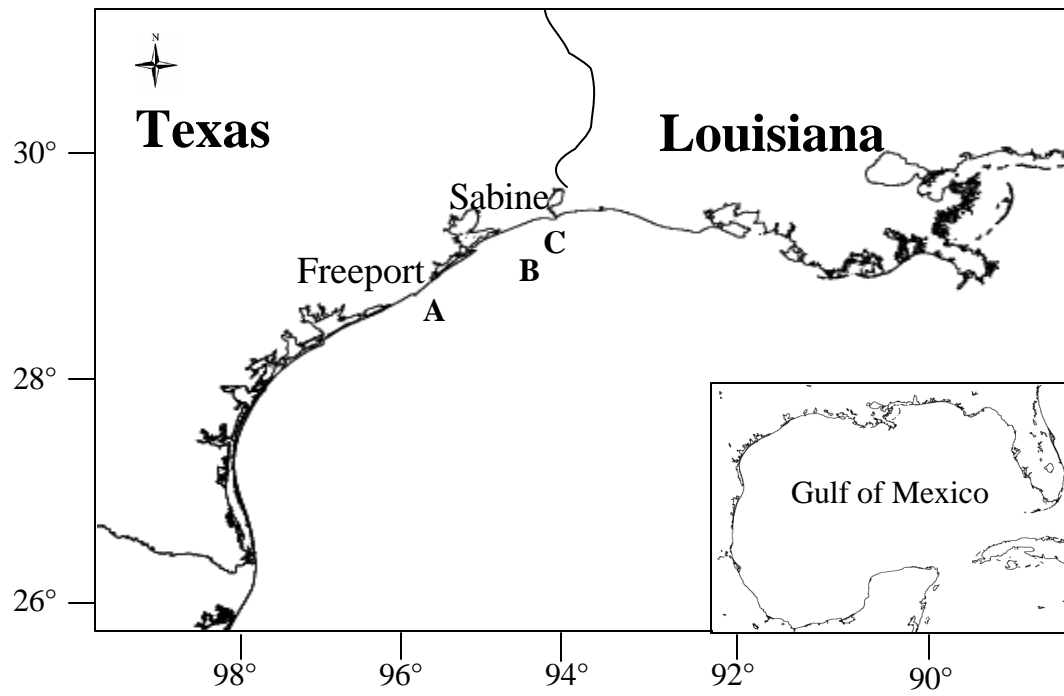 N
Texas
Louisiana
30°
Sabine
C
Freeport
B
A
28°
Gulf of Mexico
26°
98°
96°
94°
92°
90°